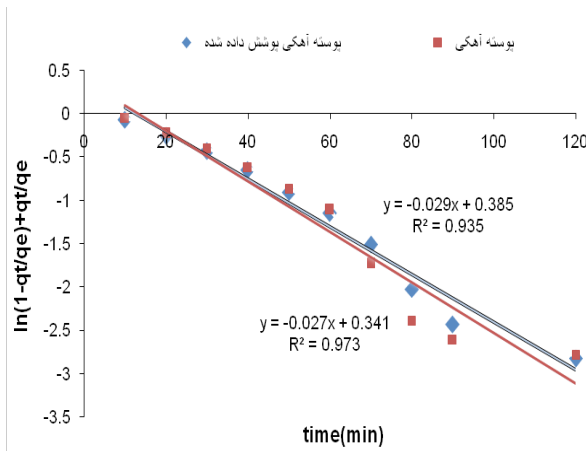 پوسته آهکی پوشش داده شده
پوسته آهکی
0.5
0
-0.5
-1
-1.5
-2
-2.5
-3
-3.5
0
20
40
60
80
100
120
y = -0.029x + 0.385
R² = 0.935
y = -0.027x + 0.341
R² = 0.973
ln(1-qt/qe)+qt/qe
time(min)